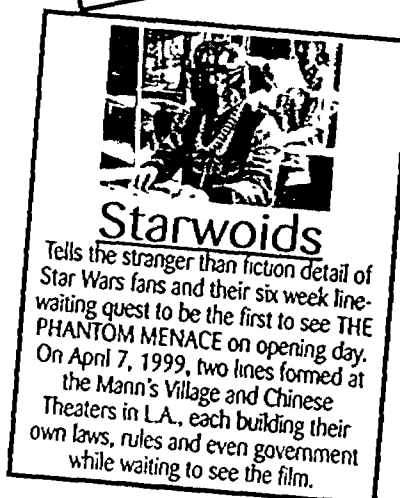 Starwoids
Tells the stranger than fiction detail of
Star Wars fans and their six week line-
waiting quest to be the first to see THE
PHANTOM MENACE on opening day.
On April 7, 1999, two lines formed at
the Mann's Village and Chinese
Theaters in L.A., each building their
own laws, rules and even government
while waiting to see the film.